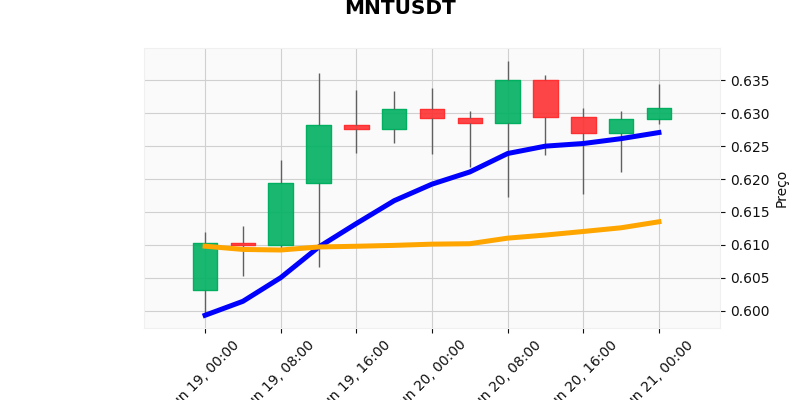 MNTUSDT
0.635
0.630
0.625
0.620
0.615
0.610
0.605
0.600
Preço
un 19, 00:00
un 19, 08:00
un 19, 16:00
un 20, 00:00
un 20, 08:00
un 20, 16:00
un 21, 00:00